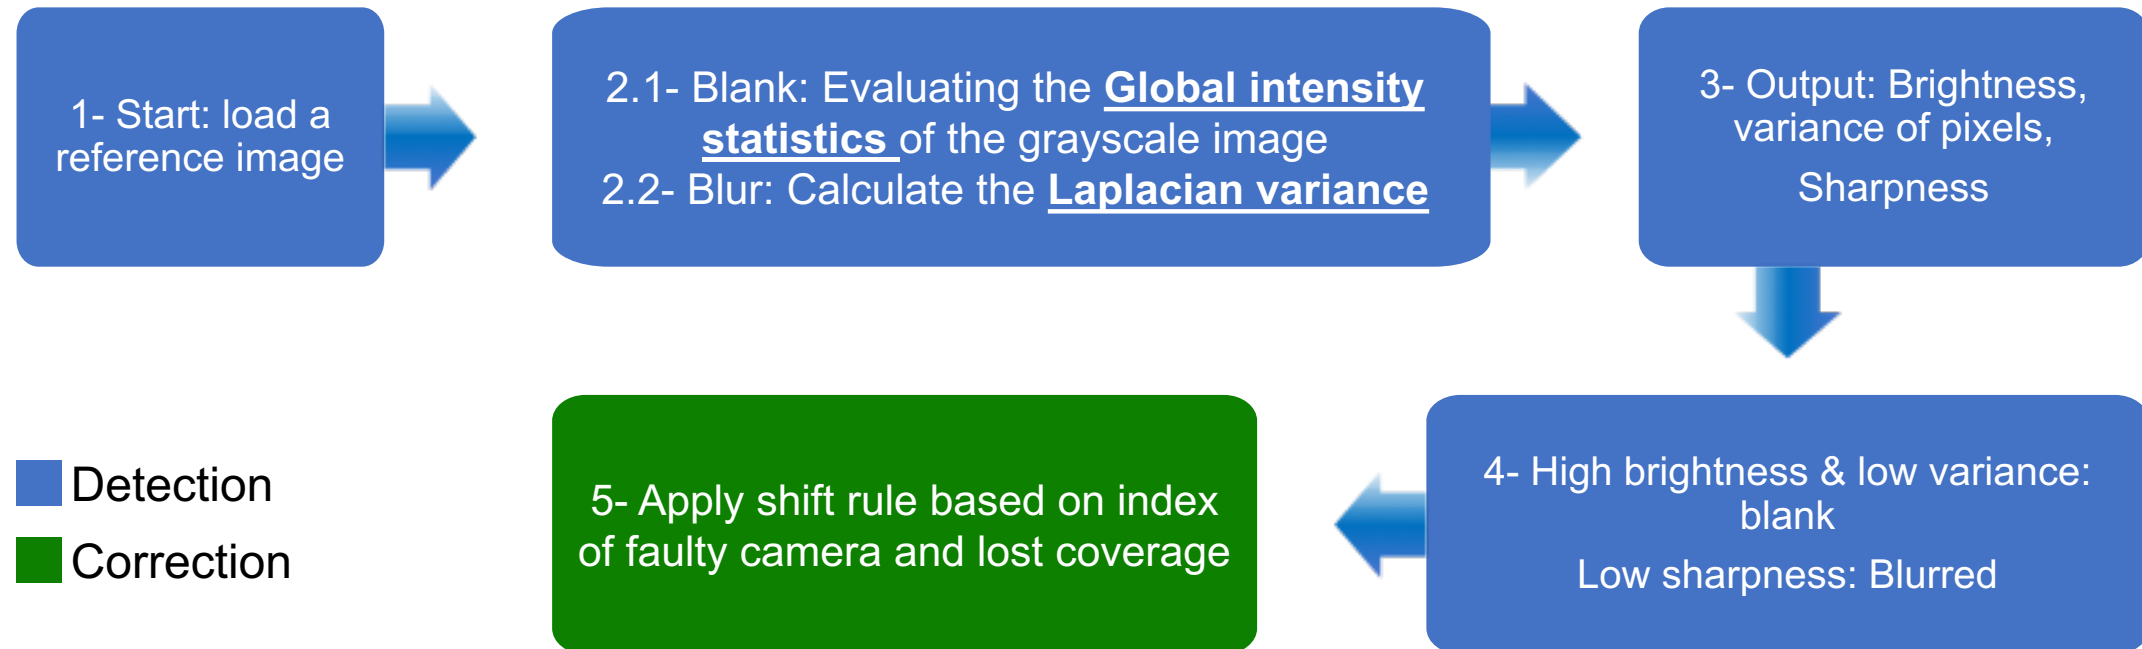 1- Start: load a
reference image
2.1- Blank: Evaluating the Global intensity
statistics of the grayscale image
2.2- Blur: Calculate the Laplacian variance
3- Output: Brightness,
variance of pixels,
Sharpness
4- High brightness & low variance:
blank
Low sharpness: Blurred
5- Apply shift rule based on index
of faulty camera and lost coverage
Detection
Correction